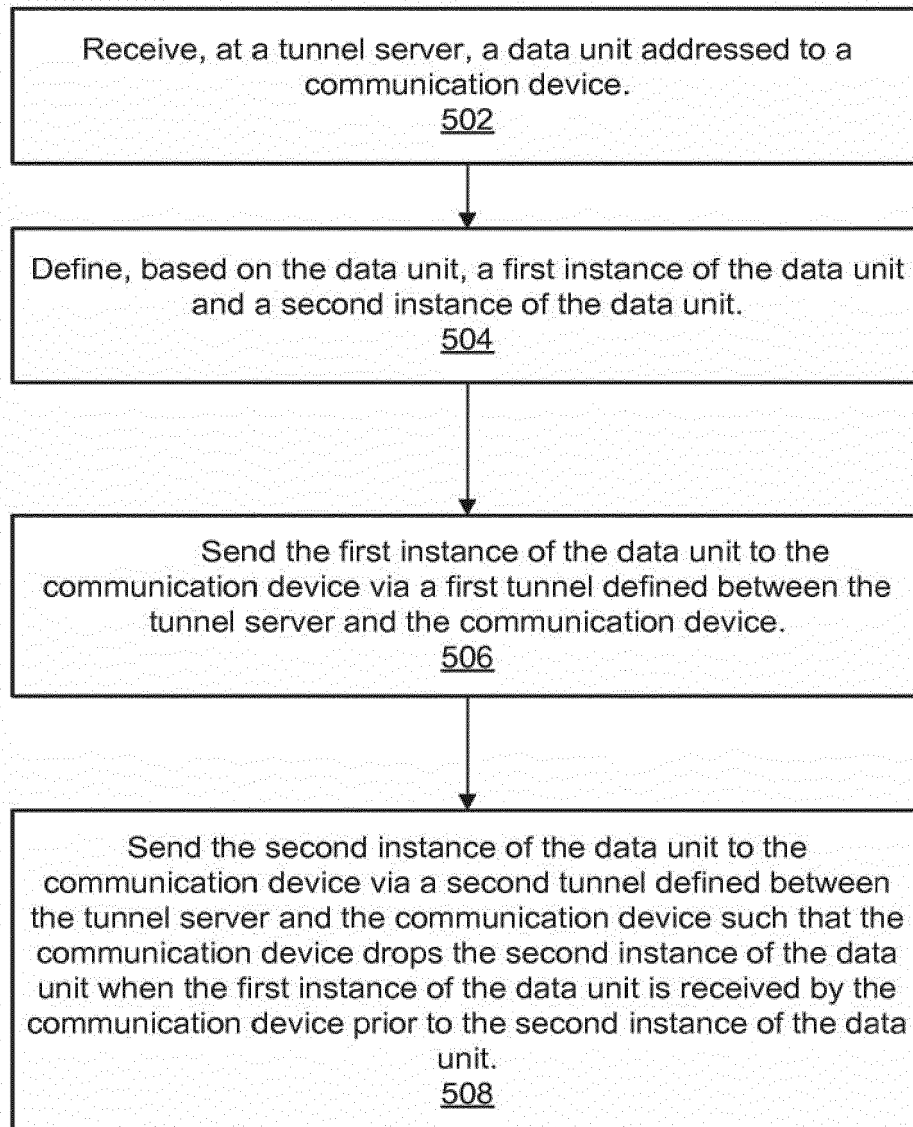 Receive, at a tunnel server, a data unit addressed to a
communication device.
502
Define, based on the data unit, a first instance of the data unit
and a second instance of the data unit.
504
Send the first instance of the data unit to the
communication device via a first tunnel defined between the
tunnel server and the communication device.
506
Send the second instance of the data unit to the
communication device via a second tunnel defined between
the tunnel server and the communication device such that the
communication device drops the second instance of the data
unit when the first instance of the data unit is received by the
communication device prior to the second instance of the data
unit.
508